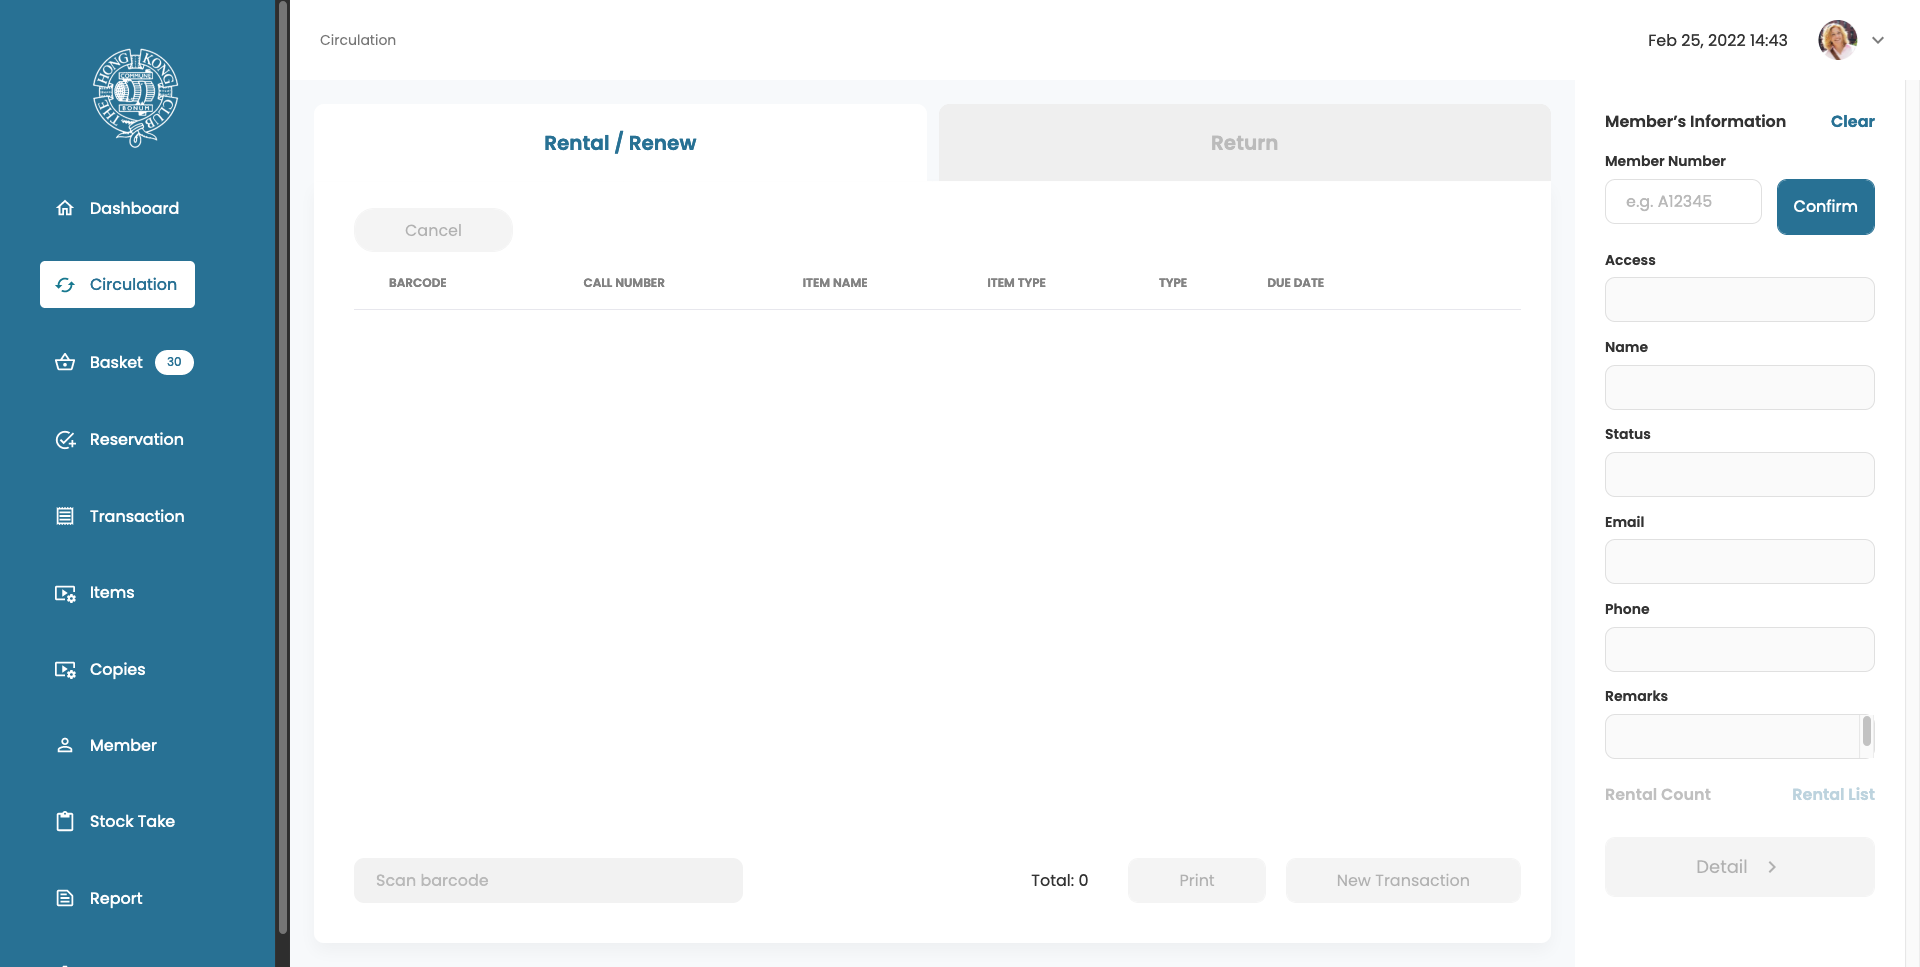 THE HONG KONG CLUB
COMMUNE
BONUM
Dashboard
Circulation
Basket 30
Reservation
Transaction
Items
Copies
Member
Stock Take
Report
Circulation
Feb 25, 2022 14:43
Rental / Renew
Return
Cancel
BARCODE CALL NUMBER ITEM NAME ITEM TYPE TYPE DUE DATE
Scan barcode
Total: 0
Print
New Transaction
Member’s Information Clear
Member Number
e.g. A12345
Confirm
Access
Name
Status
Email
Phone
Remarks
Rental Count Rental List
Detail